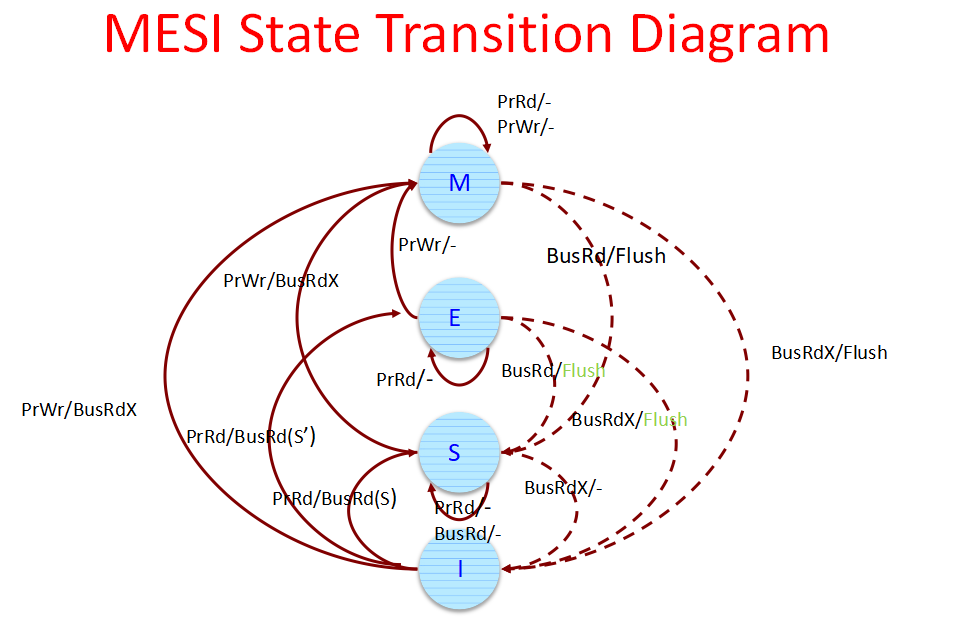 MESI State Transition Diagram
PrRd/-
PrWr/-
M
PrWr/-
BusRd/Flush
PrWr/BusRdX
E
BusRdX/Flush
BusRd/Flush
PrRd/-
PrWr/BusRdX
BusRdX/Flush
PrRd/BusRd(S’)
S
BusRdX/-
PrRd/BusRd(S)
PrRd/-
BusRd/-
I